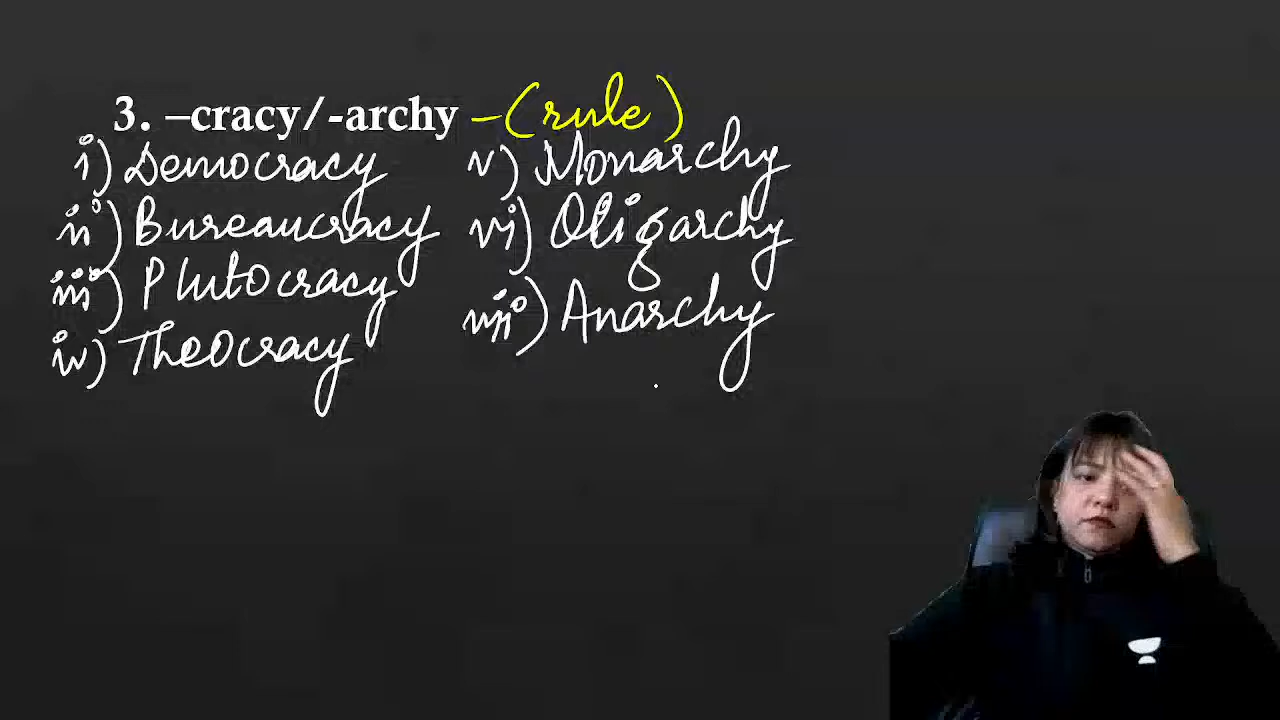 3. –cracy/-archy –(rule)
i) Democracy
ii) Bureaucracy
iii) Plutocracy
iv) Theocracy
v) Monarchy
vi) Oligarchy
vii) Anarchy